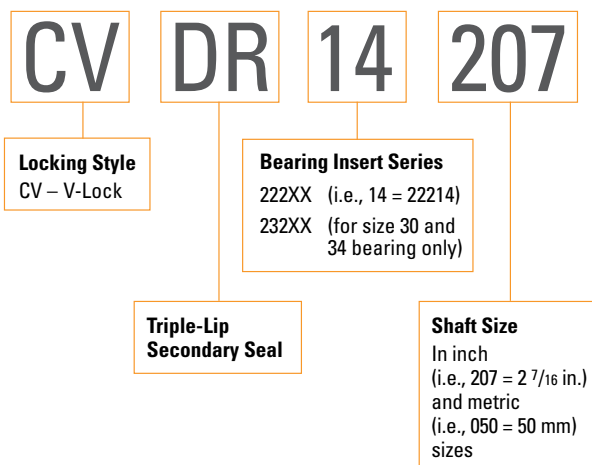 CV DR 14 207
Locking Style
CV – V-Lock
Bearing Insert Series
222XX (i.e., 14 = 22214)
232XX (for size 30 and
34 bearing only)
Triple-Lip
Secondary Seal
Shaft Size
In inch
(i.e., 207 = 2 7/16 in.)
and metric
(i.e., 050 = 50 mm)
sizes